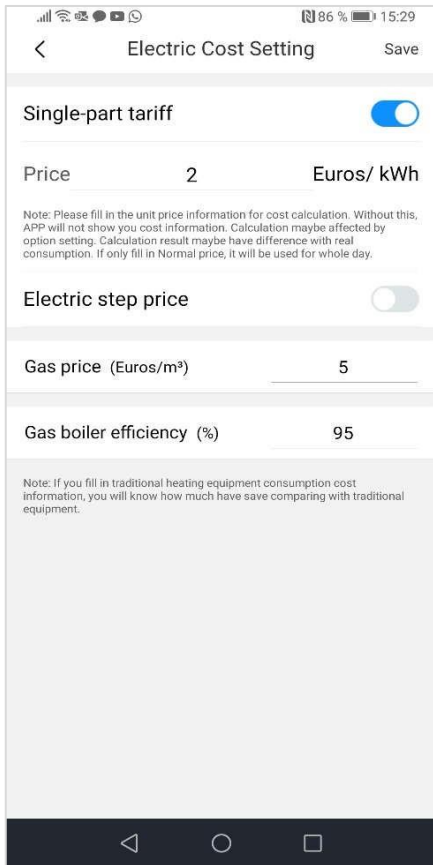 86 % 15:29
Electric Cost Setting Save
Single-part tariff
Price 2 Euros/ kWh
Note: Please fill in the unit price information for cost calculation. Without this,
APP will not show you cost information. Calculation maybe affected by
option setting. Calculation result maybe have difference with real
consumption. If only fill in Normal price, it will be used for whole day.
Electric step price
Gas price (Euros/m³) 5
Gas boiler efficiency (%) 95
Note: If you fill in traditional heating equipment consumption cost
information, you will know how much have save comparing with traditional
equipment.